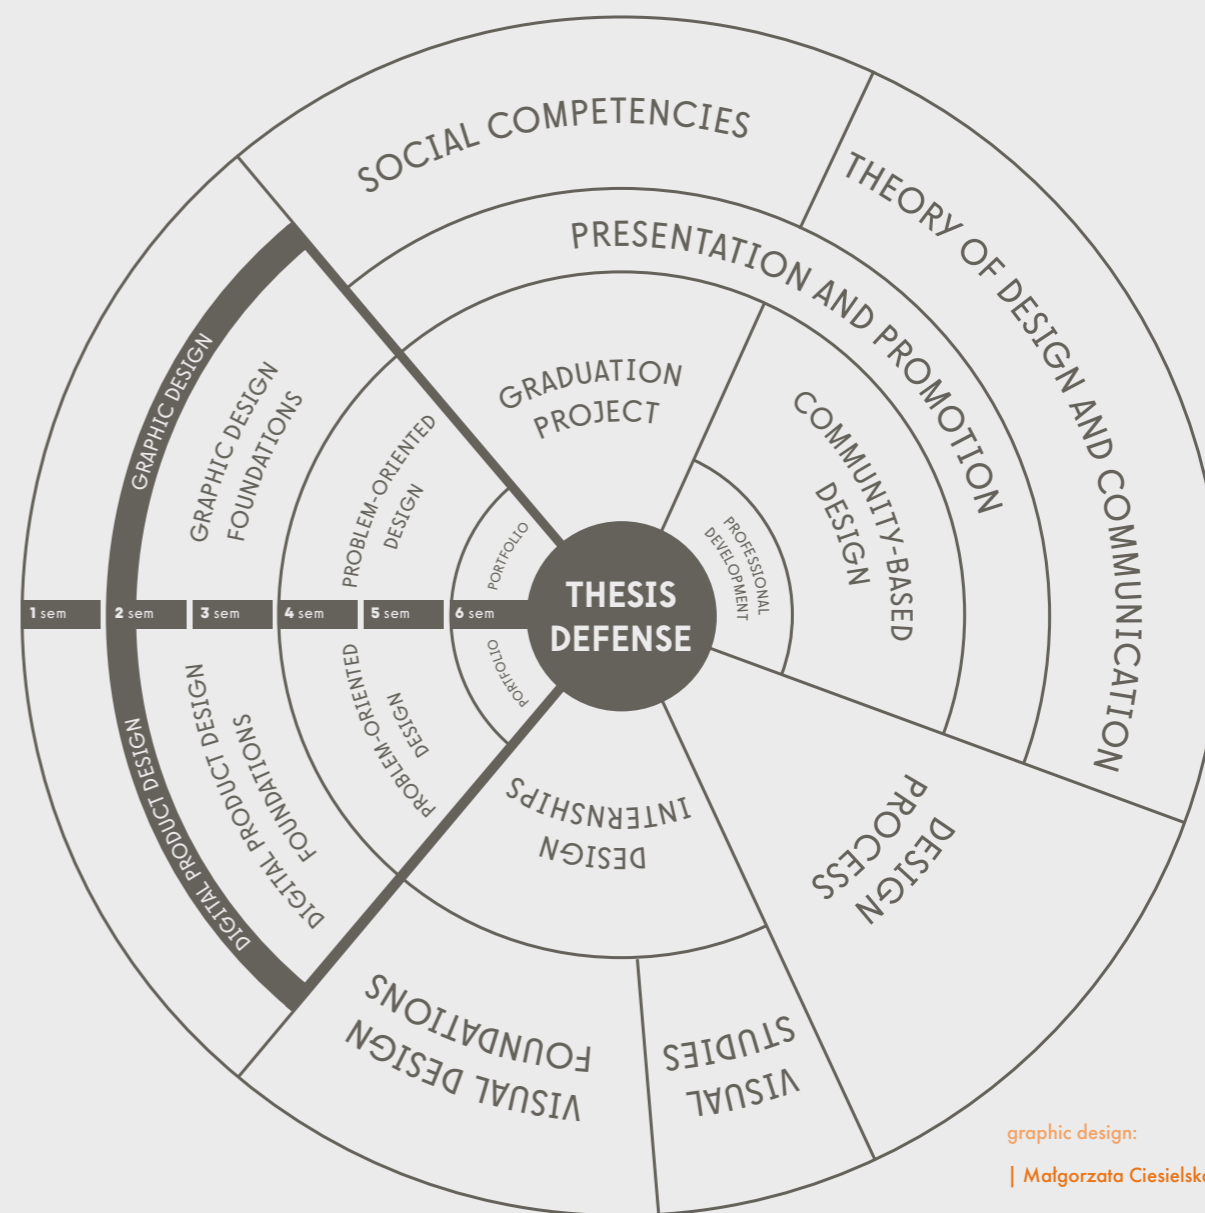 SOCIAL COMPETENCIES
THEORY OF DESIGN AND COMMUNICATION
PRESENTATION AND PROMOTION
GRADUATION
PROJECT
COMMUNITY-BASED
DESIGN
PROFESSIONAL
DEVELOPMENT
GRAPHIC DESIGN
GRAPHIC DESIGN
FOUNDATIONS
PROBLEM-ORIENTED
DESIGN
PORTFOLIO
1 sem
2 sem
3 sem
4 sem
5 sem
6 sem
THESIS
DEFENSE
DIGITAL PRODUCT DESIGN
DIGITAL PRODUCT DESIGN
FOUNDATIONS
PROBLEM-ORIENTED
DESIGN
PORTFOLIO
DESIGN
INTERNSHIPS
DESIGN
PROCESS
VISUAL DESIGN
FOUNDATIONS
VISUAL
STUDIES
graphic design:
| Małgorzata